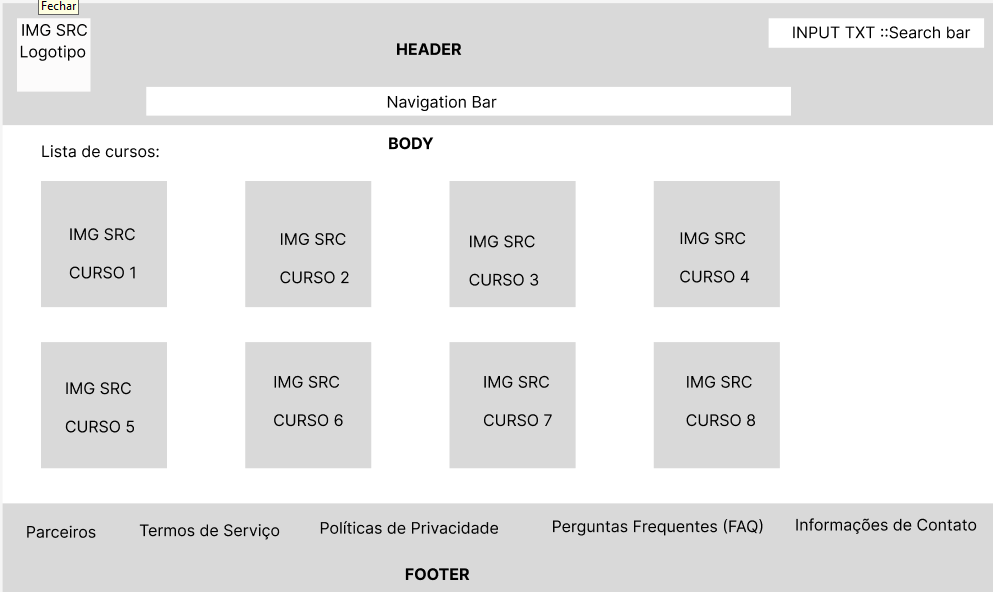 Fechar
IMG SRC
Logotipo
INPUT TXT ::Search bar
HEADER
Navigation Bar
BODY
Lista de cursos:
IMG SRC
CURSO 1
IMG SRC
CURSO 2
IMG SRC
CURSO 3
IMG SRC
CURSO 4
IMG SRC
CURSO 5
IMG SRC
CURSO 6
IMG SRC
CURSO 7
IMG SRC
CURSO 8
Parceiros
Termos de Serviço
Políticas de Privacidade
Perguntas Frequentes (FAQ)
Informações de Contato
FOOTER